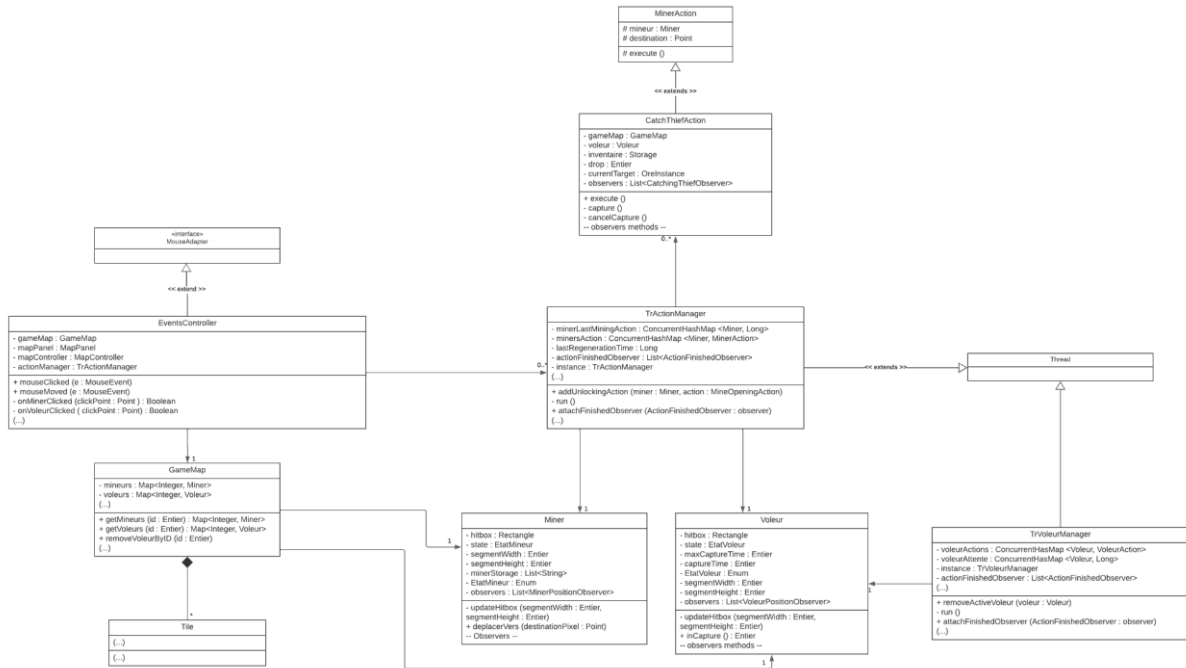 MinerAction
# mineur : Miner
# destination : Point
# execute ()
<< extends >>
CatchThiefAction
- gameMap : GameMap
- voleur : Voleur
- inventaire : Storage
- drop : Entier
- currentTarget : OreInstance
- observers : List<CatchingThiefObserver>
+ execute ()
- capture ()
- cancelCapture ()
-- observers methods --
0..*
«interface»
MouseAdapter
<< extend >>
EventsController
- gameMap : GameMap
- mapPanel : MapPanel
- mapController : MapController
- actionManager : TrActionManager
+ mouseClicked (e : MouseEvent)
+ mouseMoved (e : MouseEvent)
- onMinerClicked (clickPoint : Point ) : Boolean
- onVoleurClicked ( clickPoint : Point) : Boolean
(...)
0..*
1
TrActionManager
- minerLastMiningAction : ConcurrentHashMap <Miner, Long>
- minersAction : ConcurrentHashMap <Miner, MinerAction>
- lastRegenerationTime : Long
- actionFinishedObserver : List<ActionFinishedObserver>
- instance : TrActionManager
(...)
+ addUnlockingAction (miner : Miner, action : MineOpeningAction)
- run ()
+ attachFinishedObserver (ActionFinishedObserver : observer)
(...)
<< extends >>
Thread
GameMap
- mineurs : Map<Integer, Miner>
- voleurs : Map<Integer, Voleur>
(...)
+ getMineurs (id : Entier) : Map<Integer, Miner>
+ getVoleurs (id : Entier) : Map<Integer, Voleur>
+ removeVoleurByID (id : Entier)
*
Tile
(...)
(...)
1
1
Miner
- hitbox : Rectangle
- state : EtatMineur
- segmentWidth : Entier
- segmentHeight : Entier
- minerStorage : List<String>
- EtatMineur : Enum
- observers : List<MinerPositionObserver>
- updateHitbox (segmentWidth : Entier,
segmentHeight : Entier)
+ deplacerVers (destinationPixel : Point)
-- Observers --
1
Voleur
- hitbox : Rectangle
- state : EtatVoleur
- maxCaptureTime : Entier
- captureTime : Entier
- EtatVoleur : Enum
- segmentWidth : Entier
- segmentHeight : Entier
- observers : List<VoleurPositionObserver>
- updateHitbox (segmentWidth : Entier,
segmentHeight : Entier)
+ inCapture () : Entier
-- observers methods --
1
1
TrVoleurManager
- voleurActions : ConcurrentHasMap <Voleur, VoleurAction>
- voleurAttente : ConcurrentHasMap <Voleur, Long>
- instance : TrVoleurManager
- actionFinishedObserver : List<ActionFinishedObserver>
(...)
+ removeActiveVoleur (voleur : Voleur)
- run ()
+ attachFinishedObserver (ActionFinishedObserver : observer)
(...)